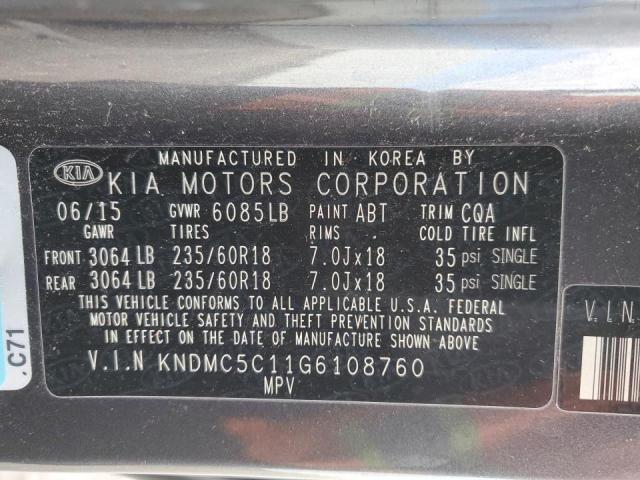 MANUFACTURED IN KOREA BY
KIA KIA MOTORS CORPORATION
06/15 GVWR 6085LB PAINT ABT TRIM CQA
GAWR TIRES RIMS COLD TIRE INFL
FRONT 3064 LB 235/60R18 7.0Jx18 35 psi SINGLE
REAR 3064 LB 235/60R18 7.0Jx18 35 psi SINGLE
THIS VEHICLE CONFORMS TO ALL APPLICABLE U.S.A. FEDERAL
MOTOR VEHICLE SAFETY AND THEFT PREVENTION STANDARDS
IN EFFECT ON THE DATE OF MANUFACTURE SHOWN ABOVE.
V.I.N KNDMC5C11G6108760
MPV
.C71
V.I.N